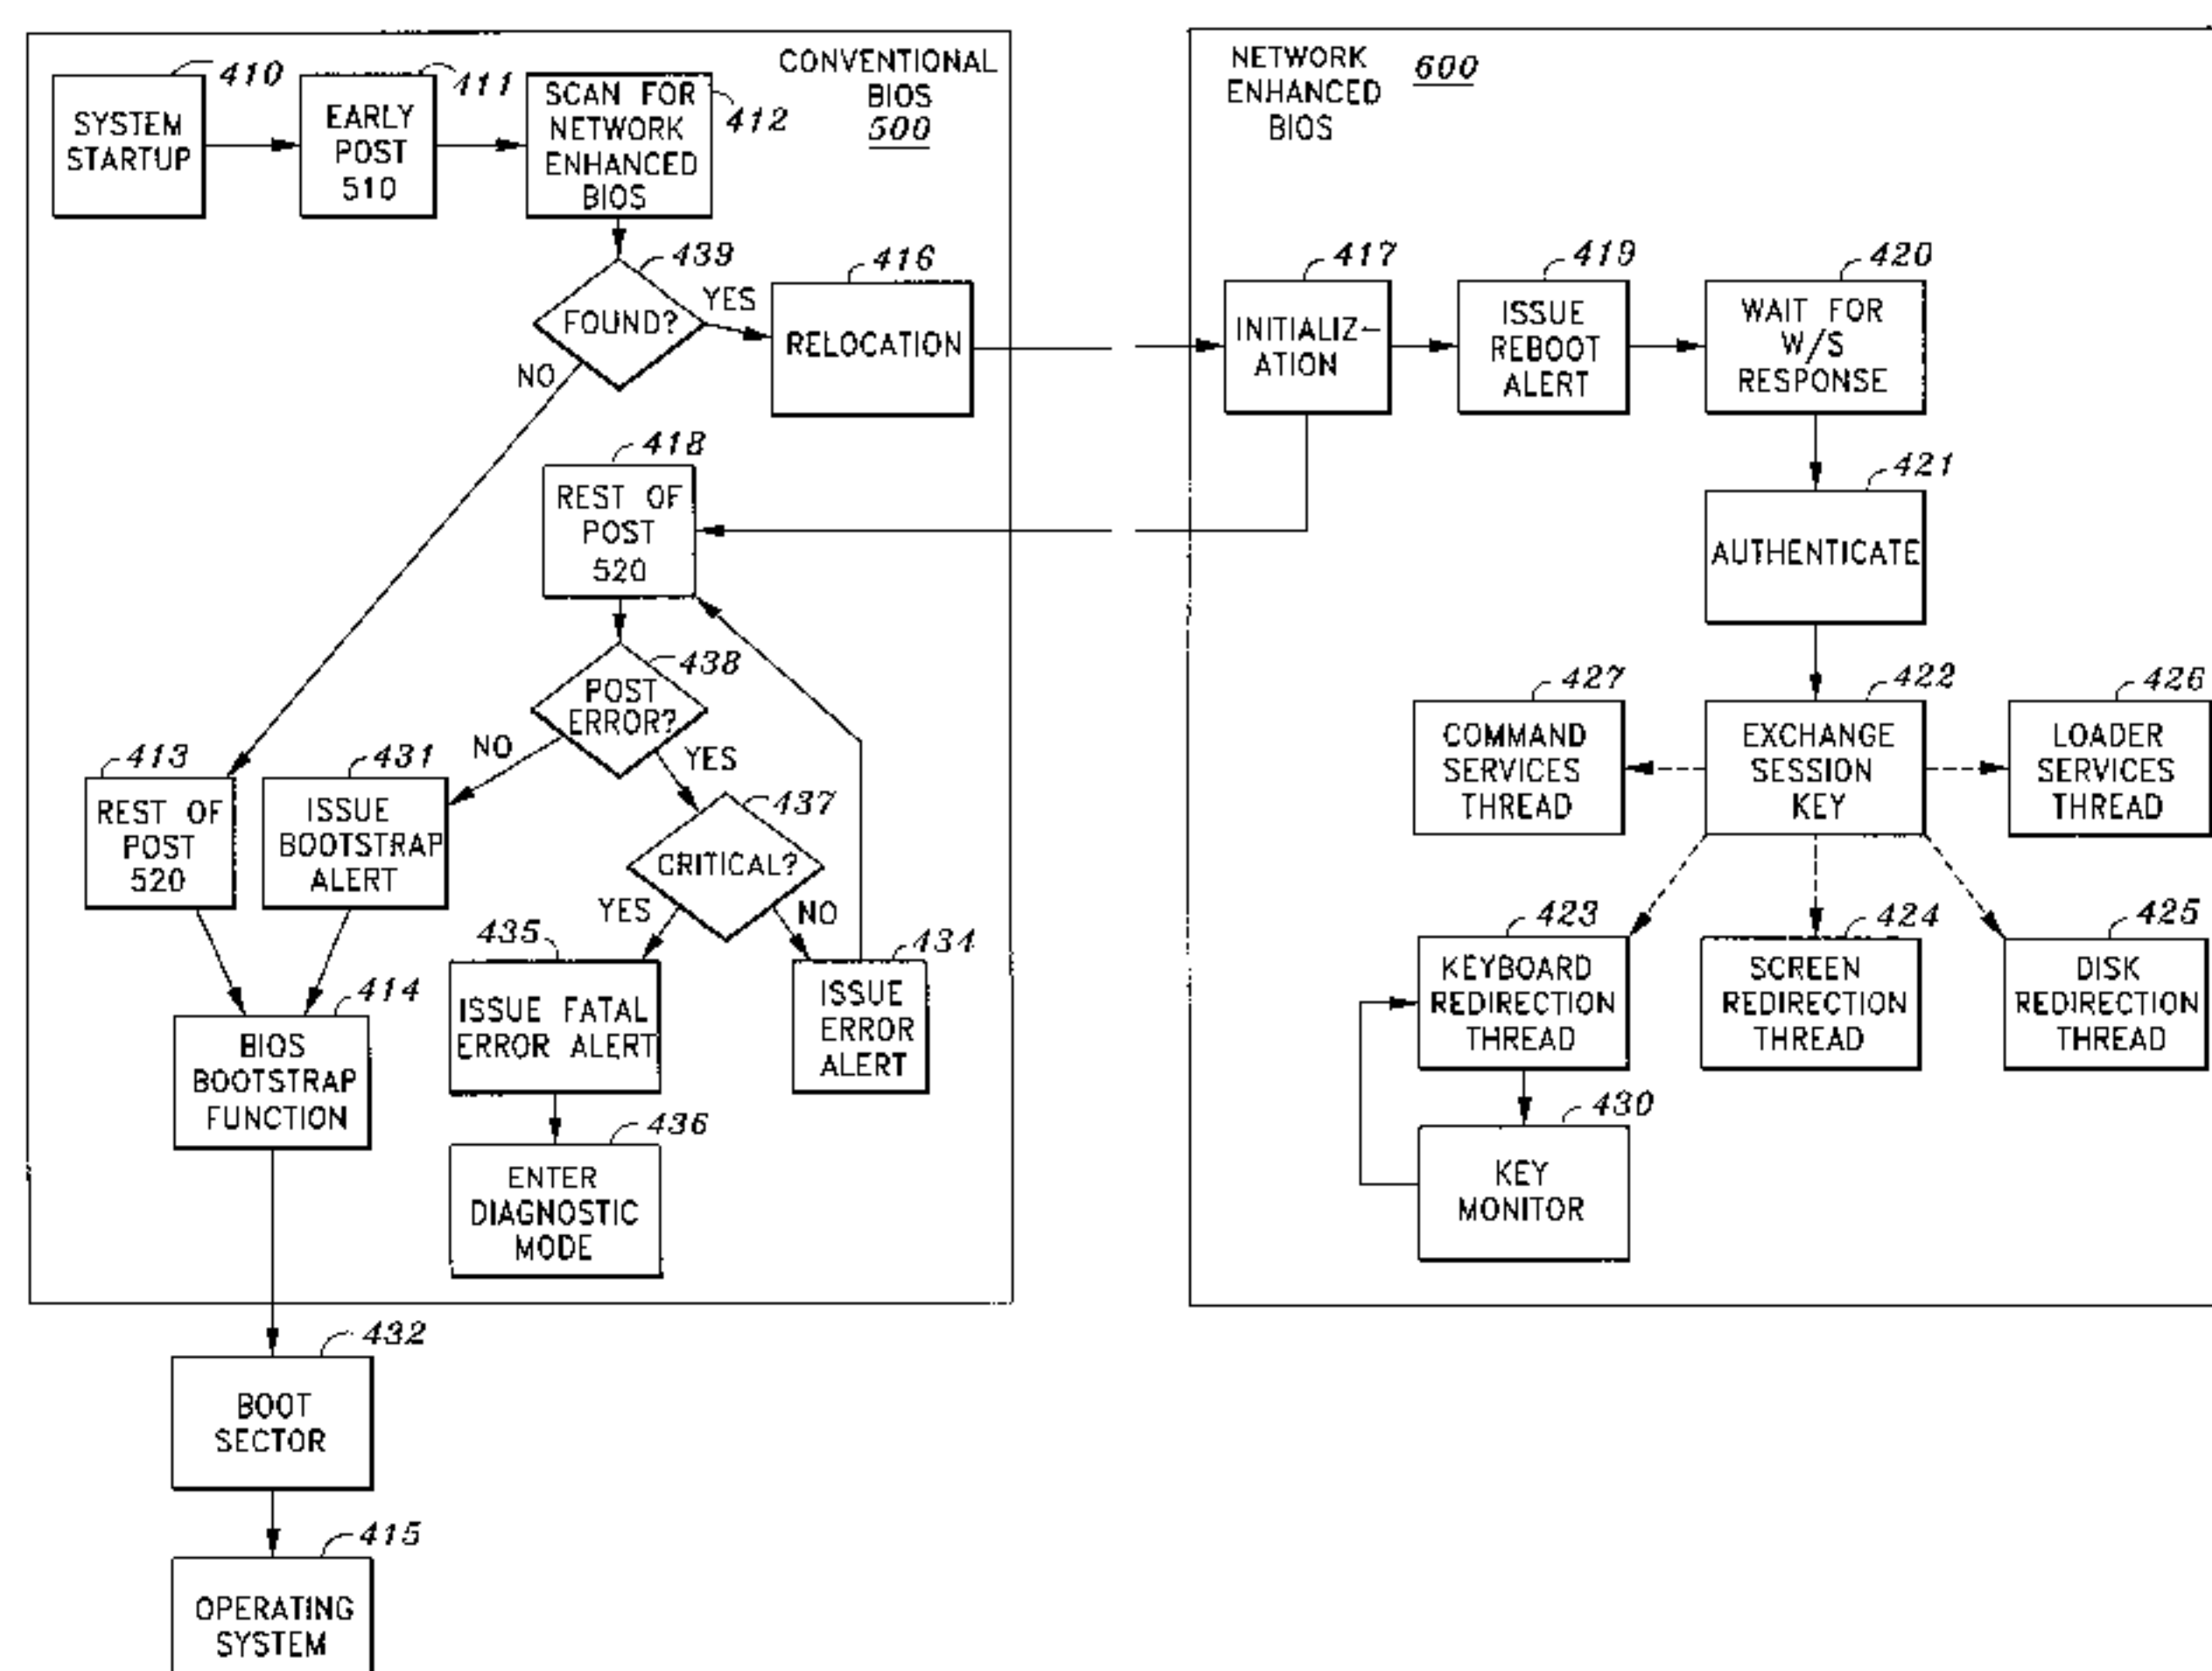 CONVENTIONAL
BIOS
500
410
SYSTEM
STARTUP
411
EARLY
POST
510
412
SCAN FOR
NETWORK
ENHANCED
BIOS
439
FOUND?
YES
NO
416
RELOCATION
418
REST OF
POST
520
438
POST
ERROR?
NO
YES
437
CRITICAL?
YES
NO
413
REST OF
POST
520
431
ISSUE
BOOTSTRAP
ALERT
435
ISSUE FATAL
ERROR ALERT
434
ISSUE
ERROR
ALERT
414
BIOS
BOOTSTRAP
FUNCTION
436
ENTER
DIAGNOSTIC
MODE
432
BOOT
SECTOR
415
OPERATING
SYSTEM
NETWORK
ENHANCED
BIOS
600
417
INITIALIZ-
ATION
419
ISSUE
REBOOT
ALERT
420
WAIT FOR
W/S
RESPONSE
421
AUTHENTICATE
427
COMMAND
SERVICES
THREAD
422
EXCHANGE
SESSION
KEY
426
LOADER
SERVICES
THREAD
423
KEYBOARD
REDIRECTION
THREAD
424
SCREEN
REDIRECTION
THREAD
425
DISK
REDIRECTION
THREAD
430
KEY
MONITOR